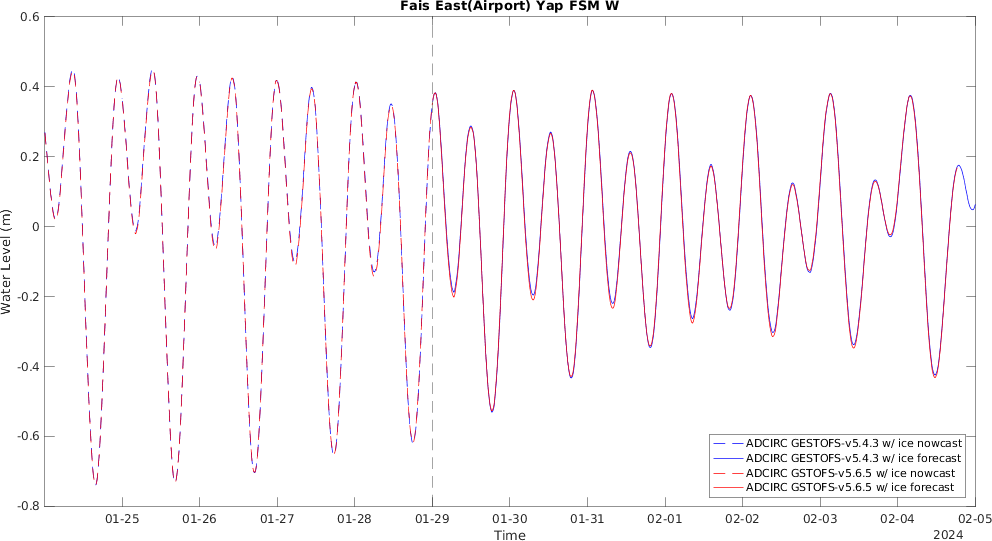 Fais East(Airport) Yap FSM W
0.6
0.4
0.2
0
-0.2
-0.4
-0.6
-0.8
Water Level (m)
01-25 01-26 01-27 01-28 01-29 01-30 01-31 02-01 02-02 02-03 02-04 02-05
Time
2024
ADCIRC GESTOFS-v5.4.3 w/ ice nowcast
ADCIRC GESTOFS-v5.4.3 w/ ice forecast
ADCIRC GSTOFS-v5.6.5 w/ ice nowcast
ADCIRC GSTOFS-v5.6.5 w/ ice forecast